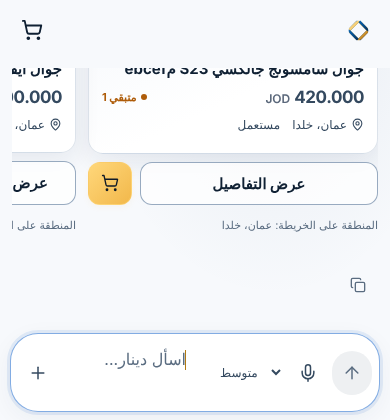 جوال سامسونج جالكسي S23
متبقي 1
420.000 JOD
عمان، خلدا
مستعمل
عرض التفاصيل
المنطقة على الخريطة: عمان، خلدا
جوال
00.000
عمان،
عرض
المنطقة على
اسأل دينار...
متوسط